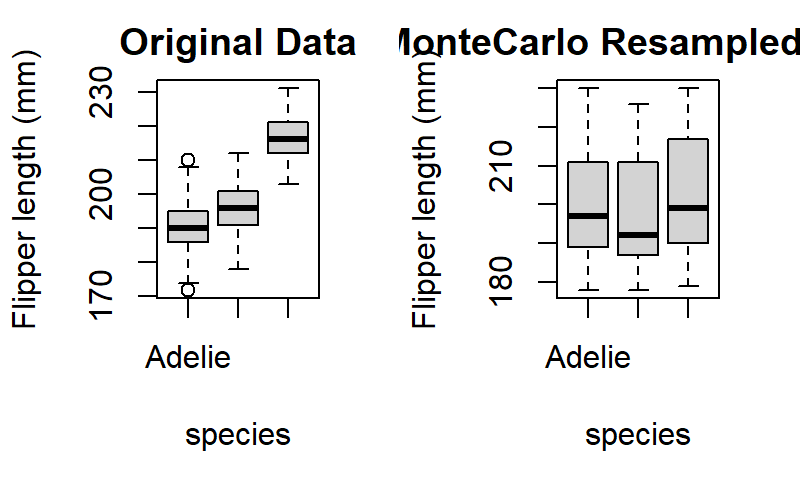 Original Data
Flipper length (mm)
230
200
170
Adelie
species
MonteCarlo Resampled
Flipper length (mm)
210
180
Adelie
species